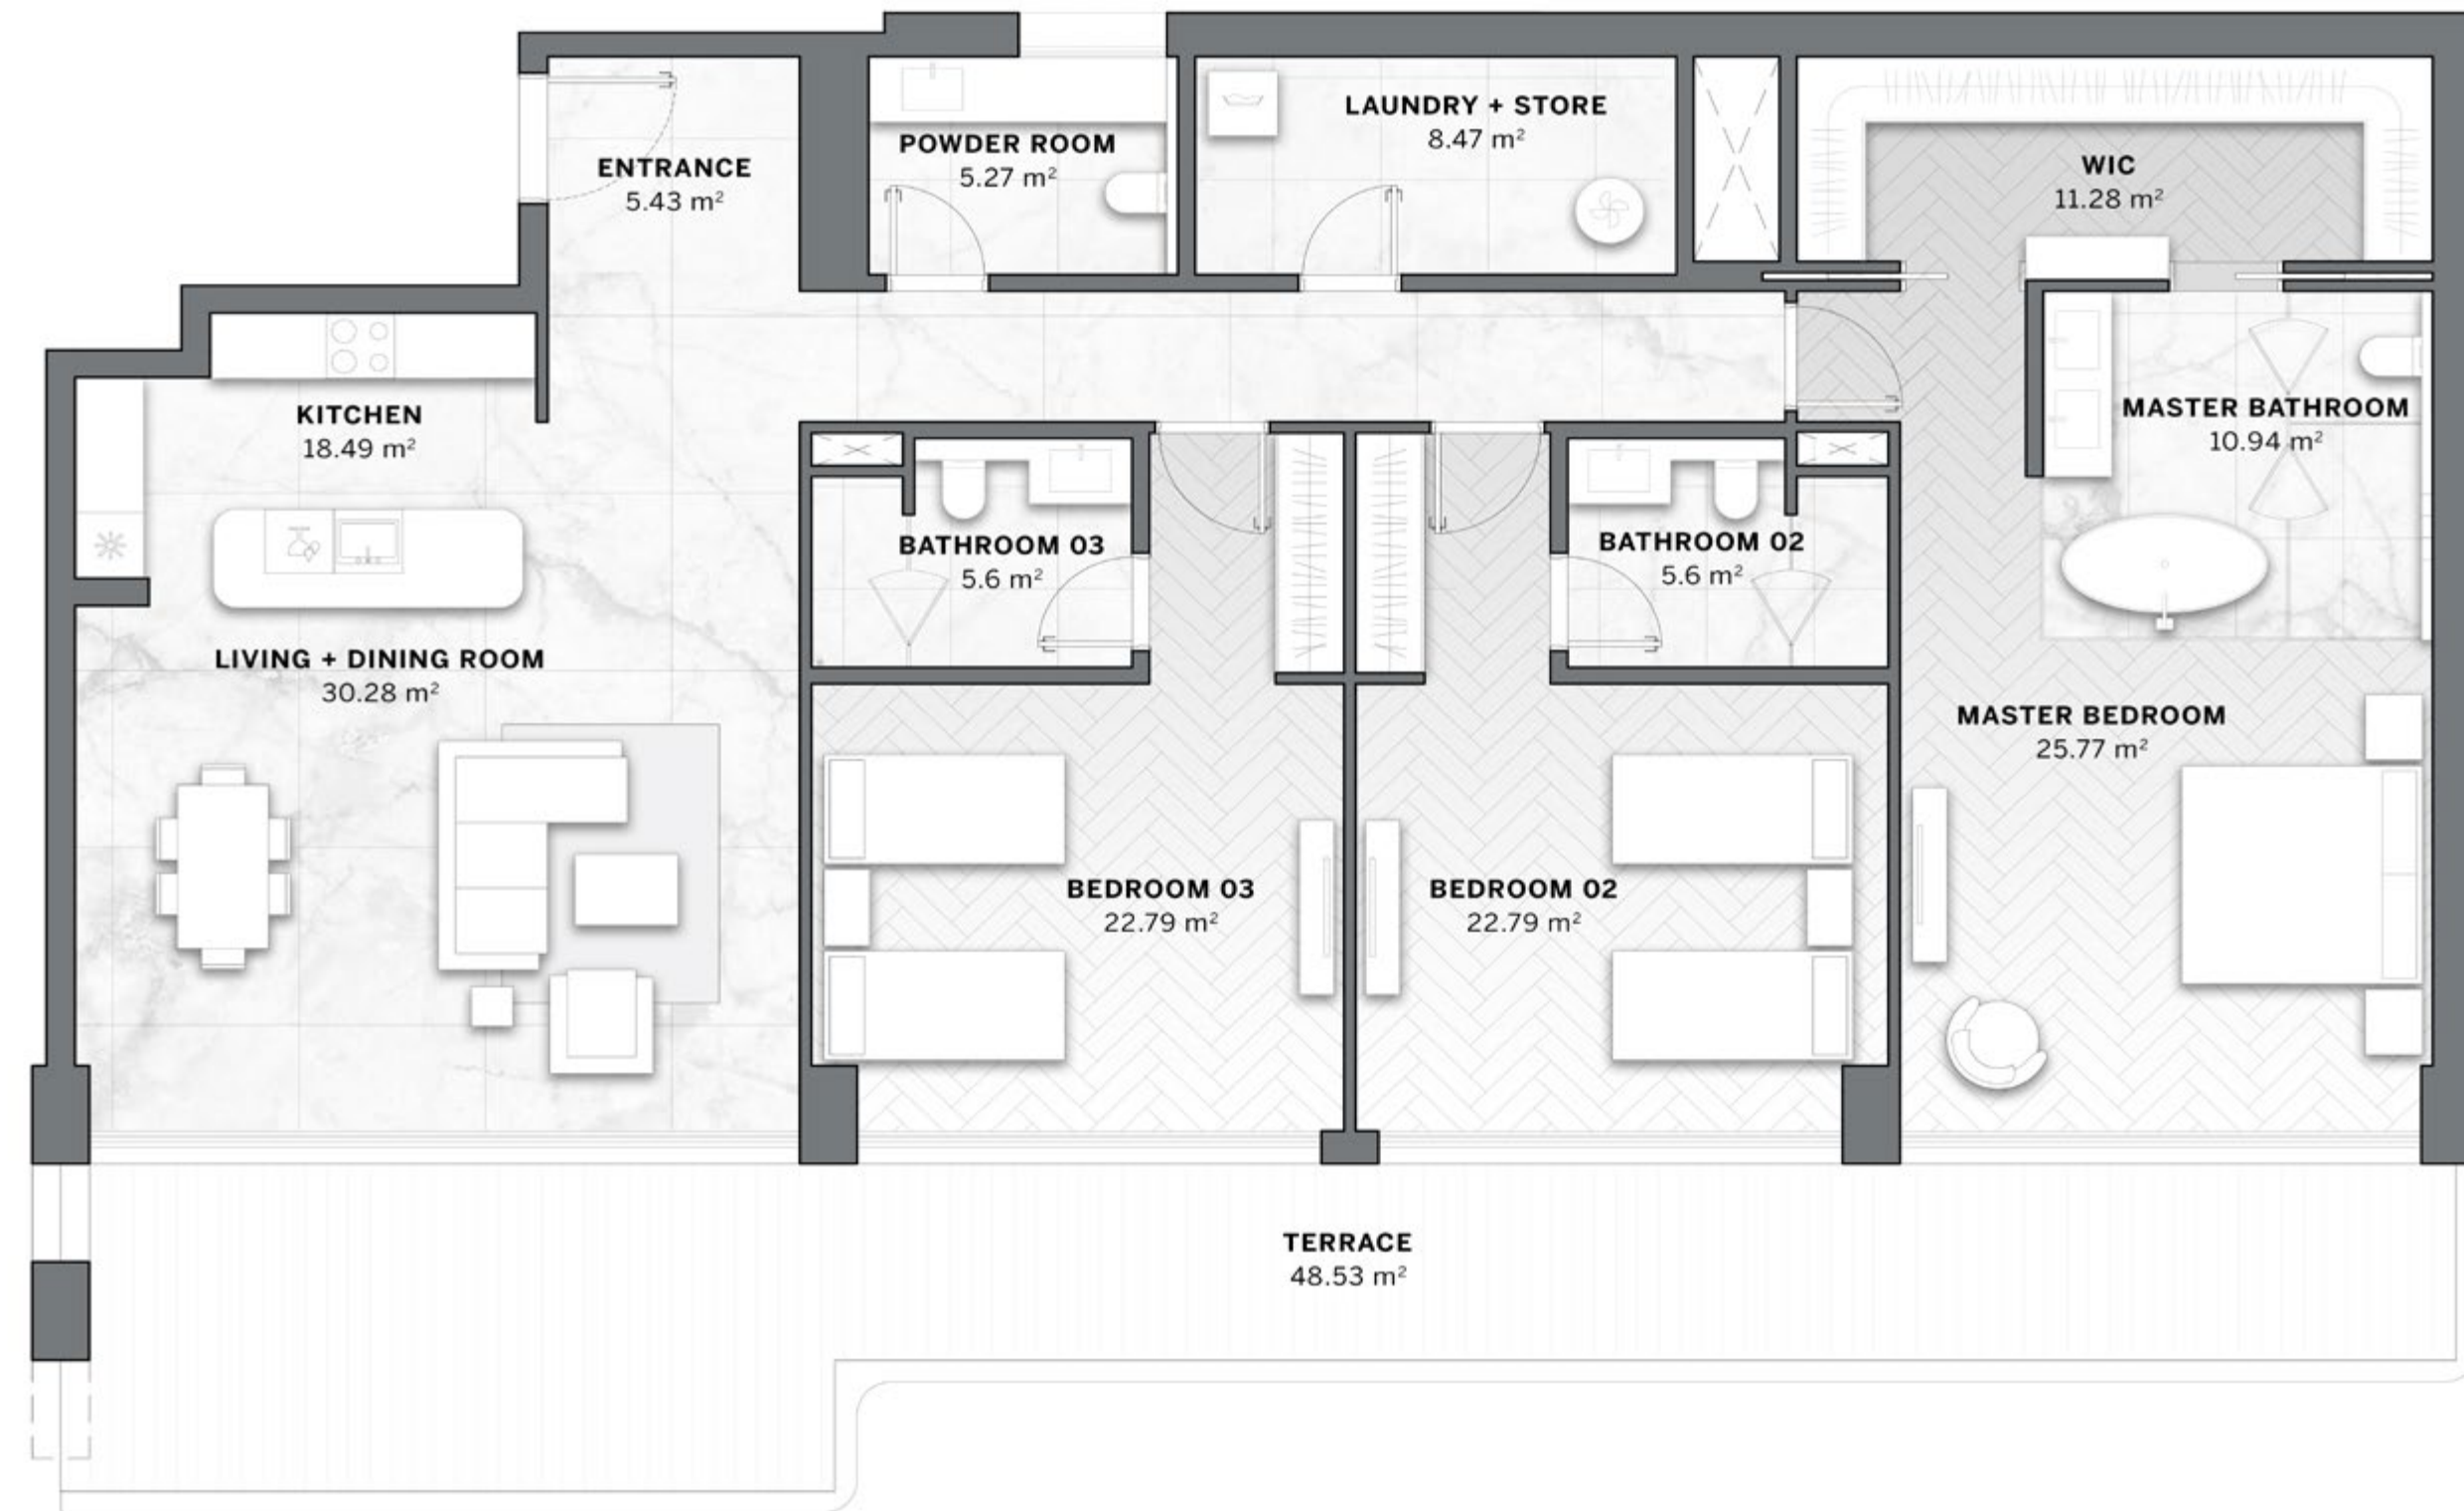 ENTRANCE
5.43 m²
POWDER ROOM
5.27 m²
LAUNDRY + STORE
8.47 m²
WIC
11.28 m²
KITCHEN
18.49 m²
MASTER BATHROOM
10.94 m²
BATHROOM 03
5.6 m²
BATHROOM 02
5.6 m²
LIVING + DINING ROOM
30.28 m²
MASTER BEDROOM
25.77 m²
BEDROOM 03
22.79 m²
BEDROOM 02
22.79 m²
TERRACE
48.53 m²